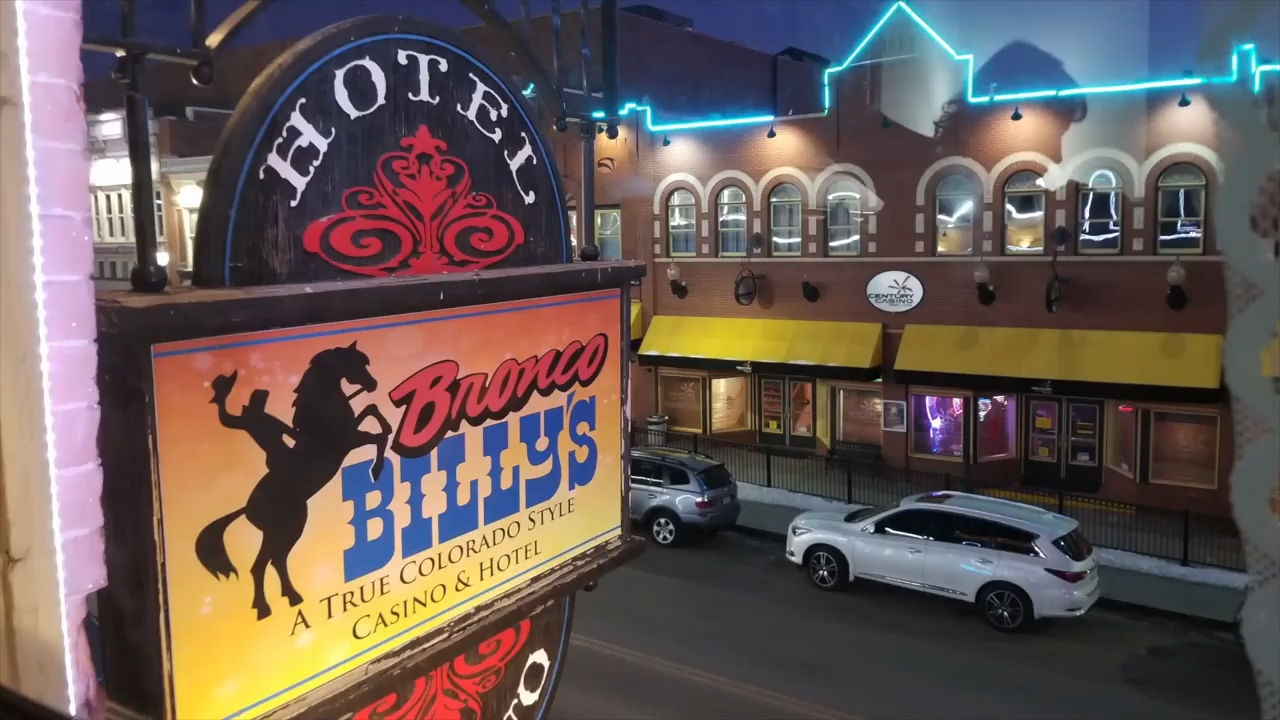 HOTEL
Bronco
BILLY'S
A TRUE COLORADO STYLE
CASINO & HOTEL
CENTURY
CASINO